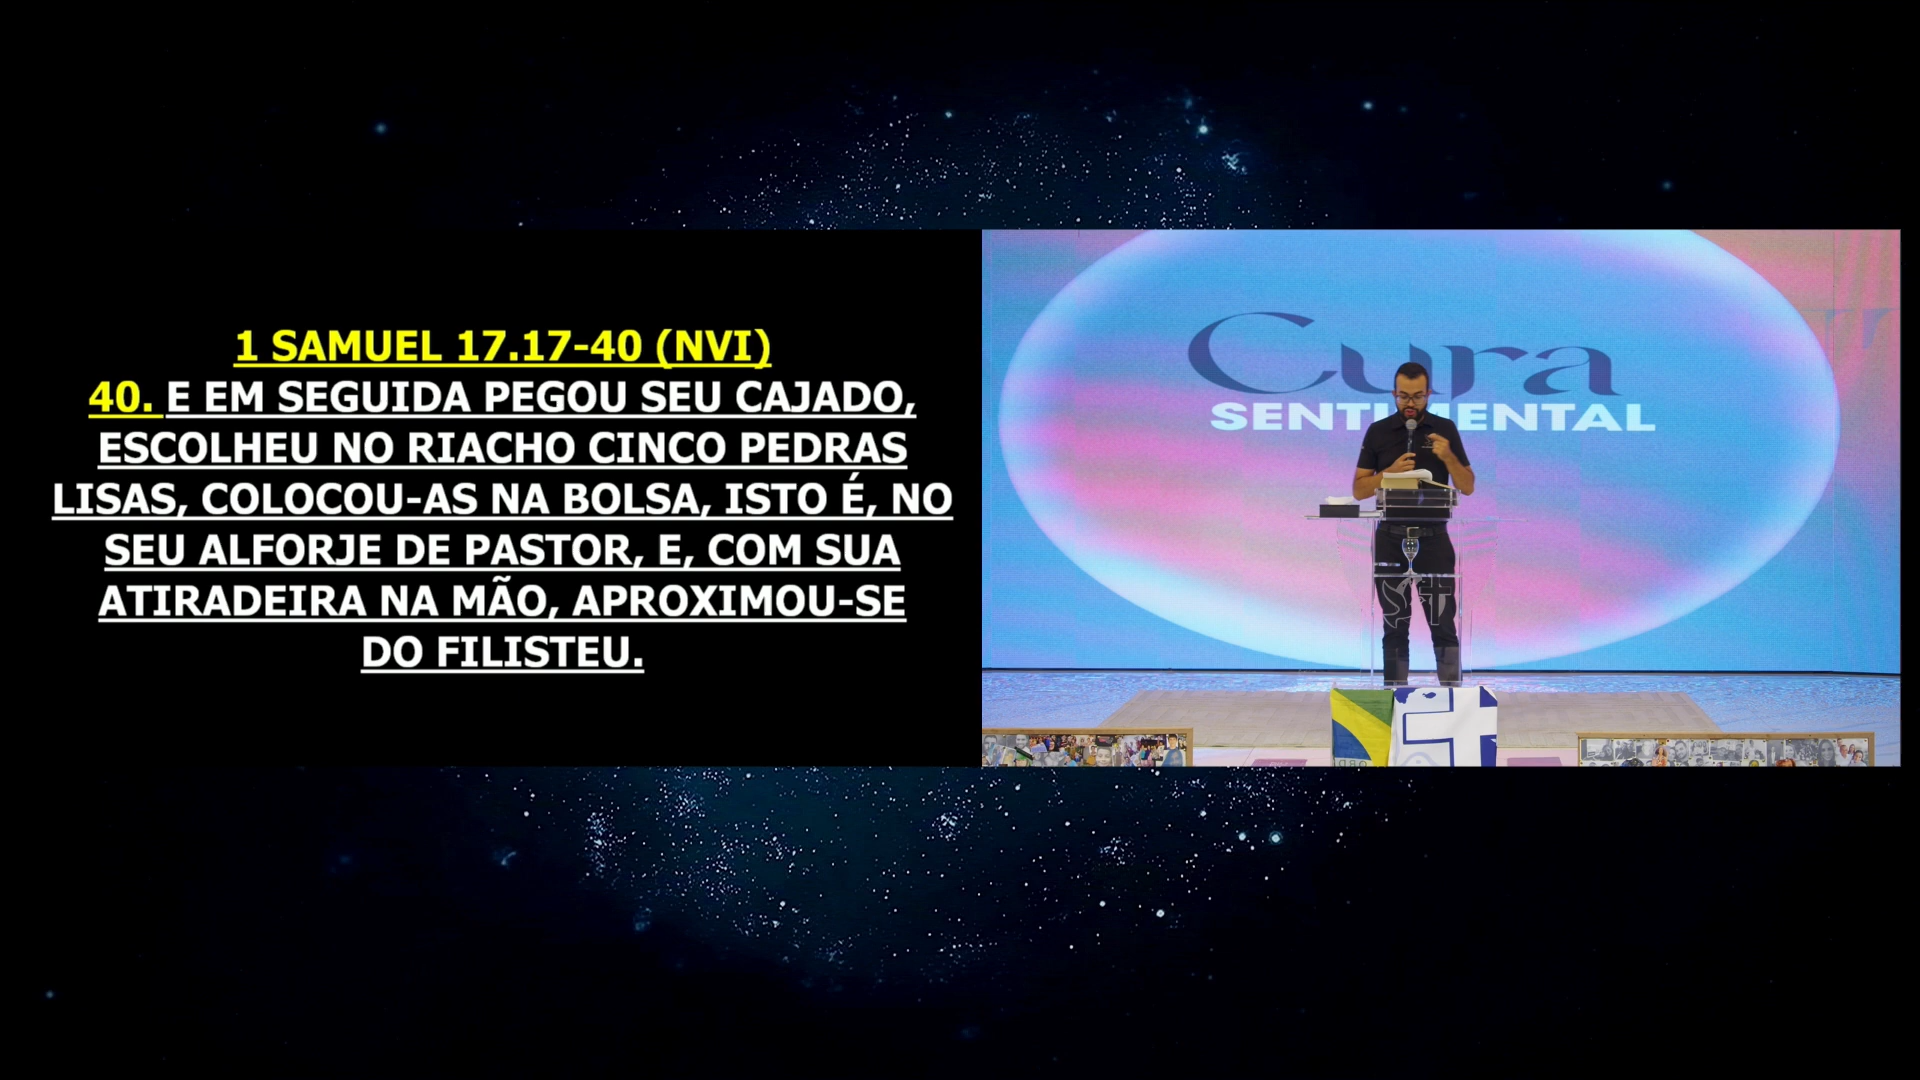 1 SAMUEL 17.17-40 (NVI)
40. E EM SEGUIDA PEGOU SEU CAJADO,
ESCOLHEU NO RIACHO CINCO PEDRAS
LISAS, COLOCOU-AS NA BOLSA, ISTO É, NO
SEU ALFORJE DE PASTOR, E, COM SUA
ATIRADEIRA NA MÃO, APROXIMOU-SE
DO FILISTEU.
Cura
SENTIMENTAL